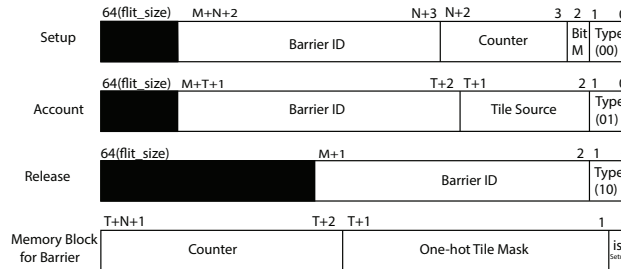 64(flit_size) M+N+2 N+3 N+2 3 2 1 0
Setup Barrier ID Counter Bit M Type (00)
64(flit_size) M+T+1 T+2 T+1 2 1 0
Account Barrier ID Tile Source Type (01)
64(flit_size) M+1 2 1
Release Barrier ID Type (10)
T+N+1 T+2 T+1 1
Memory Block for Barrier Counter One-hot Tile Mask